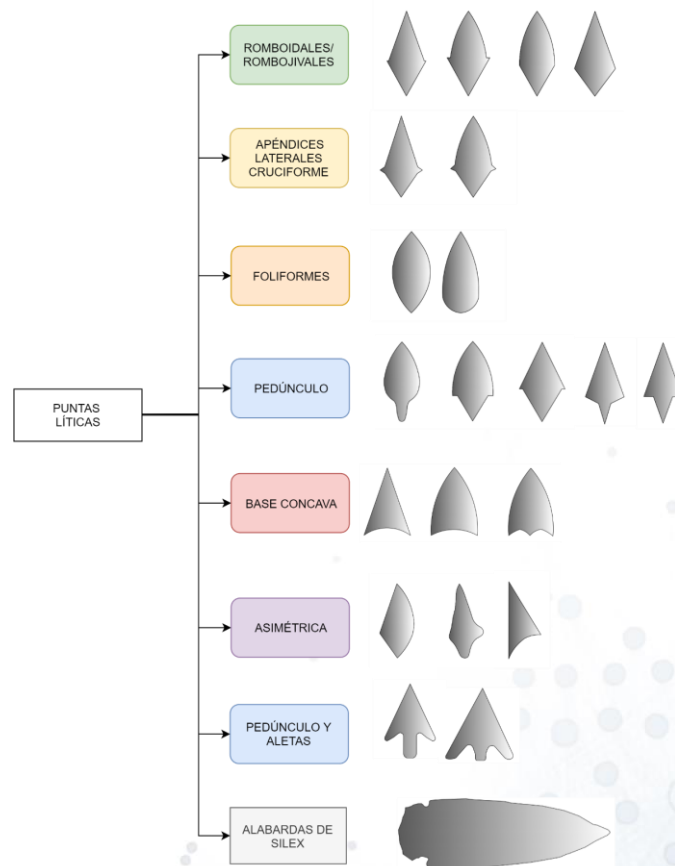 ROMBOIDALES/
ROMBOJIVALES
APÉNDICES
LATERALES
CRUCIFORME
FOLIFORMES
PEDÚNCULO
PUNTAS
LÍTICAS
BASE CONCAVA
ASIMÉTRICA
PEDÚNCULO Y
ALETAS
ALABARDAS DE
SILEX